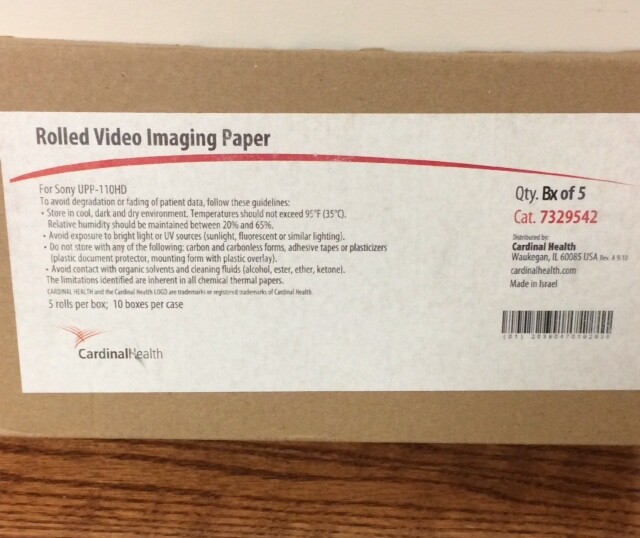 Rolled Video Imaging Paper
For Sony UPP-110HD
To avoid degradation or fading of patient data, follow these guidelines:
• Store in cool, dark and dry environment. Temperatures should not exceed 95°F (35°C).
Relative humidity should be maintained between 20% and 65%.
• Avoid exposure to bright light or UV sources (sunlight, fluorescent or similar lighting).
• Do not store with any of the following: carbon and carbonless forms, adhesive tapes or plasticizers
(plastic document protector, mounting form with plastic overlay).
• Avoid contact with organic solvents and cleaning fluids (alcohol, ester, ether, ketone).
The limitations identified are inherent in all chemical thermal papers.
CARDINAL HEALTH and the Cardinal Health LOGO are trademarks or registered trademarks of Cardinal Health.
5 rolls per box; 10 boxes per case
CardinalHealth
Qty. Bx of 5
Cat. 7329542
Distributed by:
Cardinal Health
Waukegan, IL 60085 USA Rev. A 9/10
cardinalhealth.com
Made in Israel
(01)